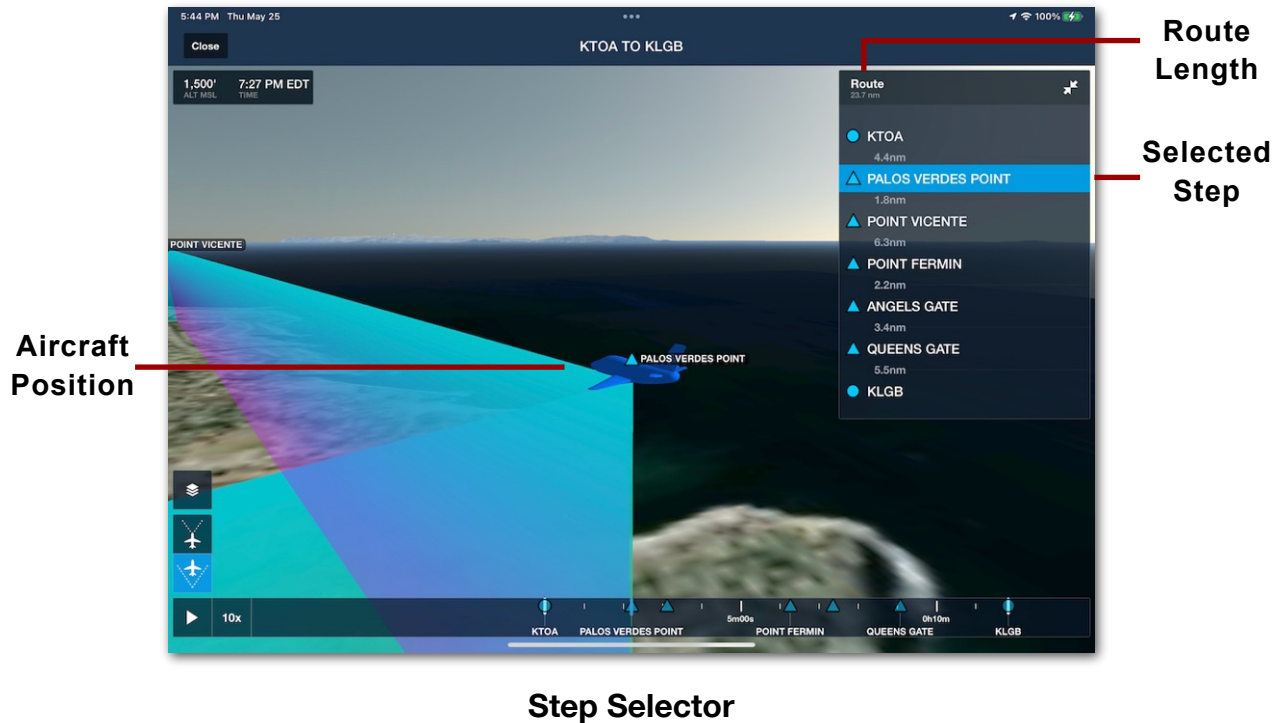 5:44 PM Thu May 25
100%
Close
KTOA TO KLGB
1,500' 7:27 PM EDT
ALT MSL TIME
Route
23.7 nm
KTOA
4.4nm
PALOS VERDES POINT
1.8nm
POINT VICENTE
6.3nm
POINT FERMIN
2.2nm
ANGELS GATE
3.4nm
QUEENS GATE
5.5nm
KLGB
Route
Length
Selected
Step
POINT VICENTE
PALOS VERDES POINT
Aircraft
Position
10x
5m00s 0h10m
KTOA PALOS VERDES POINT POINT FERMIN QUEENS GATE KLGB
Step Selector